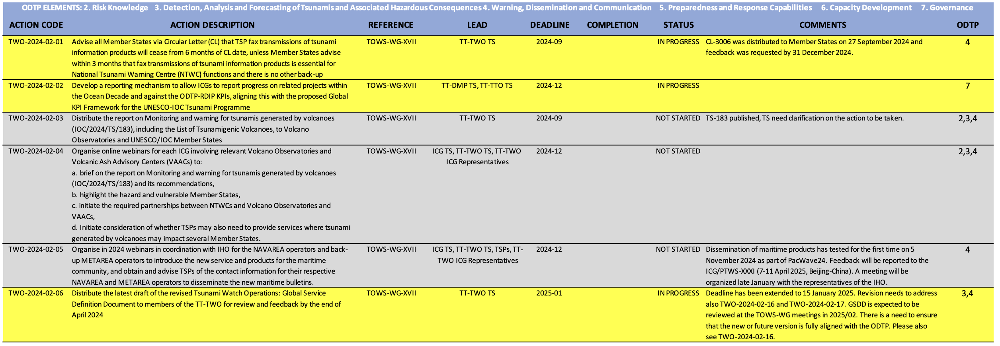 ODTP ELEMENTS: 2. Risk Knowledge 3. Detection, Analysis and Forecasting of Tsunamis and Associated Hazardous Consequences 4. Warning, Dissemination and Communication 5. Preparedness and Response Capabilities 6. Capacity Development 7. Governance
ACTION CODE ACTION DESCRIPTION REFERENCE LEAD DEADLINE COMPLETION STATUS COMMENTS ODTP
TWO-2024-02-01 Advise all Member States via Circular Letter (CL) that TSP fax transmissions of tsunami TOWS-WG-XVII TT-TWO TS 2024-09 IN PROGRESS CL-3006 was distributed to Member States on 27 September 2024 and 4
information products will cease from 6 months of CL date, unless Member States advise feedback was requested by 31 December 2024.
within 3 months that fax transmissions of tsunami information products is essential for
National Tsunami Warning Centre (NTWC) functions and there is no other back-up
TWO-2024-02-02 Develop a reporting mechanism to allow ICGs to report progress on related projects within TOWS-WG-XVII TT-DMP TS, TT-TTO TS 2024-12 IN PROGRESS 7
the Ocean Decade and against the ODTP-RDIP KPIs, aligning this with the proposed Global
KPI Framework for the UNESCO-IOC Tsunami Programme
TWO-2024-02-03 Distribute the report on Monitoring and warning for tsunamis generated by volcanoes TOWS-WG-XVII TT-TWO TS 2024-09 NOT STARTED TS-183 published, TS need clarification on the action to be taken. 2,3,4
(IOC/2024/TS/183), including the List of Tsunamigenic Volcanoes, to Volcano
Observatories and UNESCO/IOC Member States
TWO-2024-02-04 Organise online webinars for each ICG involving relevant Volcano Observatories and TOWS-WG-XVII ICG TS, TT-TWO TS, TT-TWO 2024-12 NOT STARTED 2,3,4
Volcanic Ash Advisory Centers (VAACs) to: ICG Representatives
a. brief on the report on Monitoring and warning for tsunamis generated by volcanoes
(IOC/2024/TS/183) and its recommendations,
b. highlight the hazard and vulnerable Member States,
c. initiate the required partnerships between NTWCs and Volcano Observatories and
VAACs,
d. Initiate consideration of whether TSPs may also need to provide services where tsunami
generated by volcanoes may impact several Member States.
TWO-2024-02-05 Organise in 2024 webinars in coordination with IHO for the NAVAREA operators and back- TOWS-WG-XVII ICG TS, TT-TWO TS, TSPs, TT- 2024-12 NOT STARTED Dissemination of maritime products has tested for the first time on 5 4
up METAREA operators to introduce the new service and products for the maritime TWO ICG Representatives November 2024 as part of PacWave24. Feedback will be reported to the
community, and obtain and advise TSPs of the contact information for their respective ICG/PTWS-XXXI (7-11 April 2025, Beijing-China). A meeting will be
NAVAREA and METAREA operators to disseminate the new maritime bulletins. organized late January with the representatives of the IHO.
TWO-2024-02-06 Distribute the latest draft of the revised Tsunami Watch Operations: Global Service TOWS-WG-XVII TT-TWO TS 2025-01 IN PROGRESS Deadline has been extended to 15 January 2025. Revision needs to address 3,4
Definition Document to members of the TT-TWO for review and feedback by the end of also TWO-2024-02-16 and TWO-2024-02-17. GSDD is expected to be
April 2024 reviewed at the TOWS-WG meetings in 2025/02. There is a need to ensure
that the new or future version is fully aligned with the ODTP. Please also
see TWO-2024-02-16.